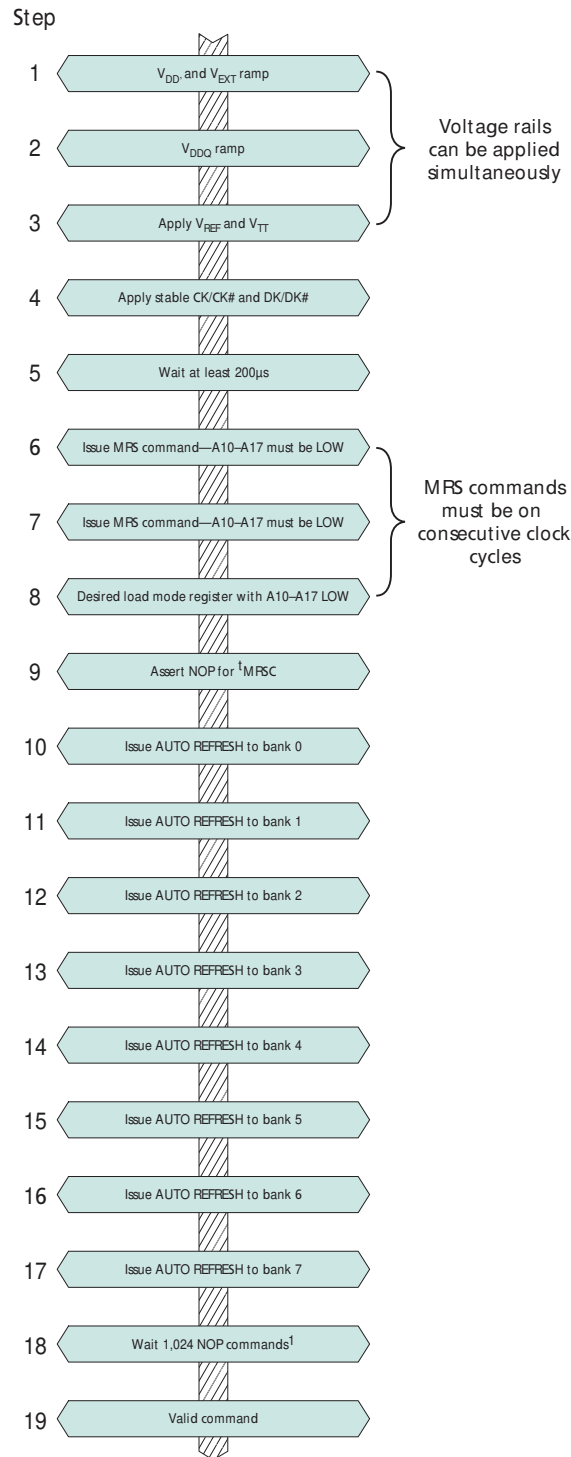 Step
1
V_DD, and V_EXT ramp
2
V_DDQ ramp
3
Apply V_REF and V_TT
Voltage rails
can be applied
simultaneously
4
Apply stable CK/CK# and DK/DK#
5
Wait at least 200µs
6
Issue MRS command—A10–A17 must be LOW
7
Issue MRS command—A10–A17 must be LOW
8
Desired load mode register with A10–A17 LOW
MRS commands
must be on
consecutive clock
cycles
9
Assert NOP for ᵗMRSC
10
Issue AUTO REFRESH to bank 0
11
Issue AUTO REFRESH to bank 1
12
Issue AUTO REFRESH to bank 2
13
Issue AUTO REFRESH to bank 3
14
Issue AUTO REFRESH to bank 4
15
Issue AUTO REFRESH to bank 5
16
Issue AUTO REFRESH to bank 6
17
Issue AUTO REFRESH to bank 7
18
Wait 1,024 NOP commands¹
19
Valid command